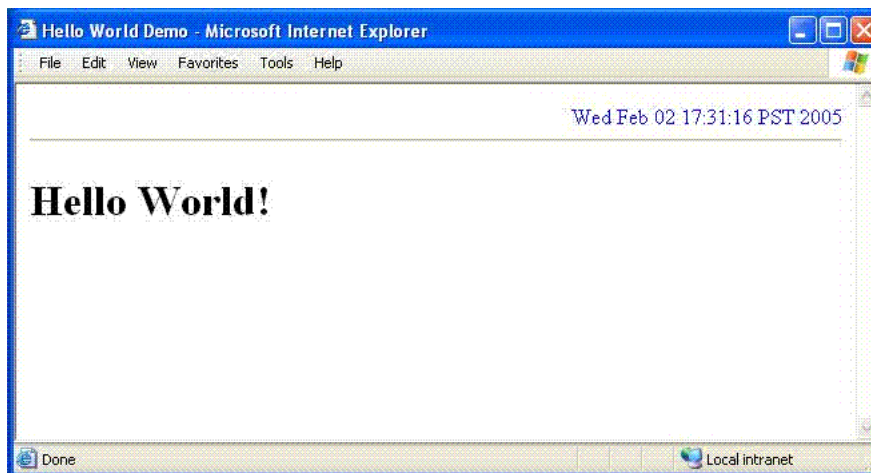 Hello World Demo - Microsoft Internet Explorer
File Edit View Favorites Tools Help
Wed Feb 02 17:31:16 PST 2005
Hello World!
Done Local intranet